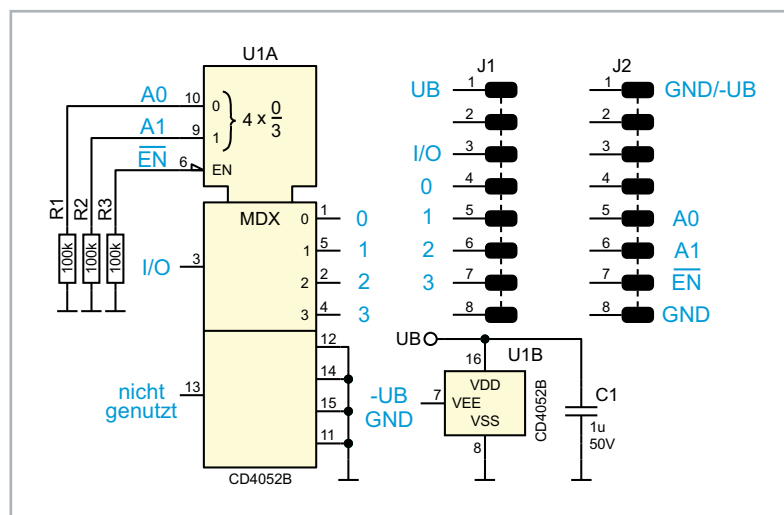 U1A
A0
10
0
4 x 0/3
A1
9
1
EN
6
EN
R1
R2
R3
100k
100k
100k
MDX
I/O
3
0
1
0
1
5
1
2
2
2
3
4
3
nicht
genutzt
13
12
14
15
11
CD4052B
J1
UB
1
2
I/O
3
0
4
1
5
2
6
3
7
8
J2
1
GND/-UB
2
3
4
5
A0
6
A1
7
EN
8
GND
UB
16
U1B
-UB
GND
7
VDD
VEE
VSS
8
CD4052B
C1
1u
50V